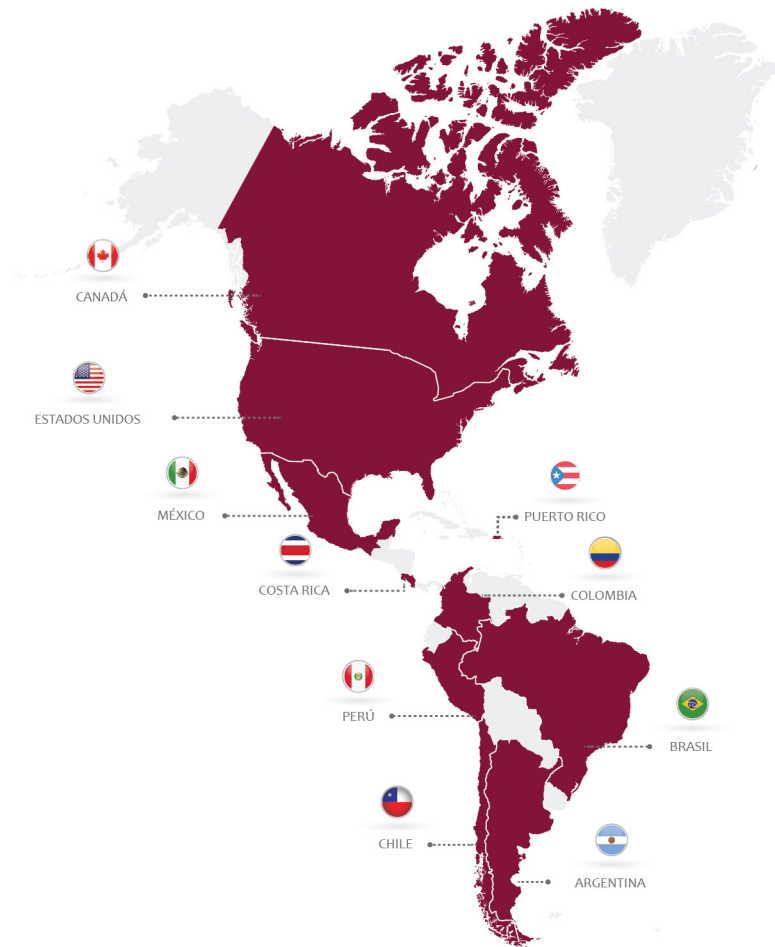 CANADÁ
ESTADOS UNIDOS
MÉXICO
PUERTO RICO
COSTA RICA
COLOMBIA
PERÚ
BRASIL
CHILE
ARGENTINA